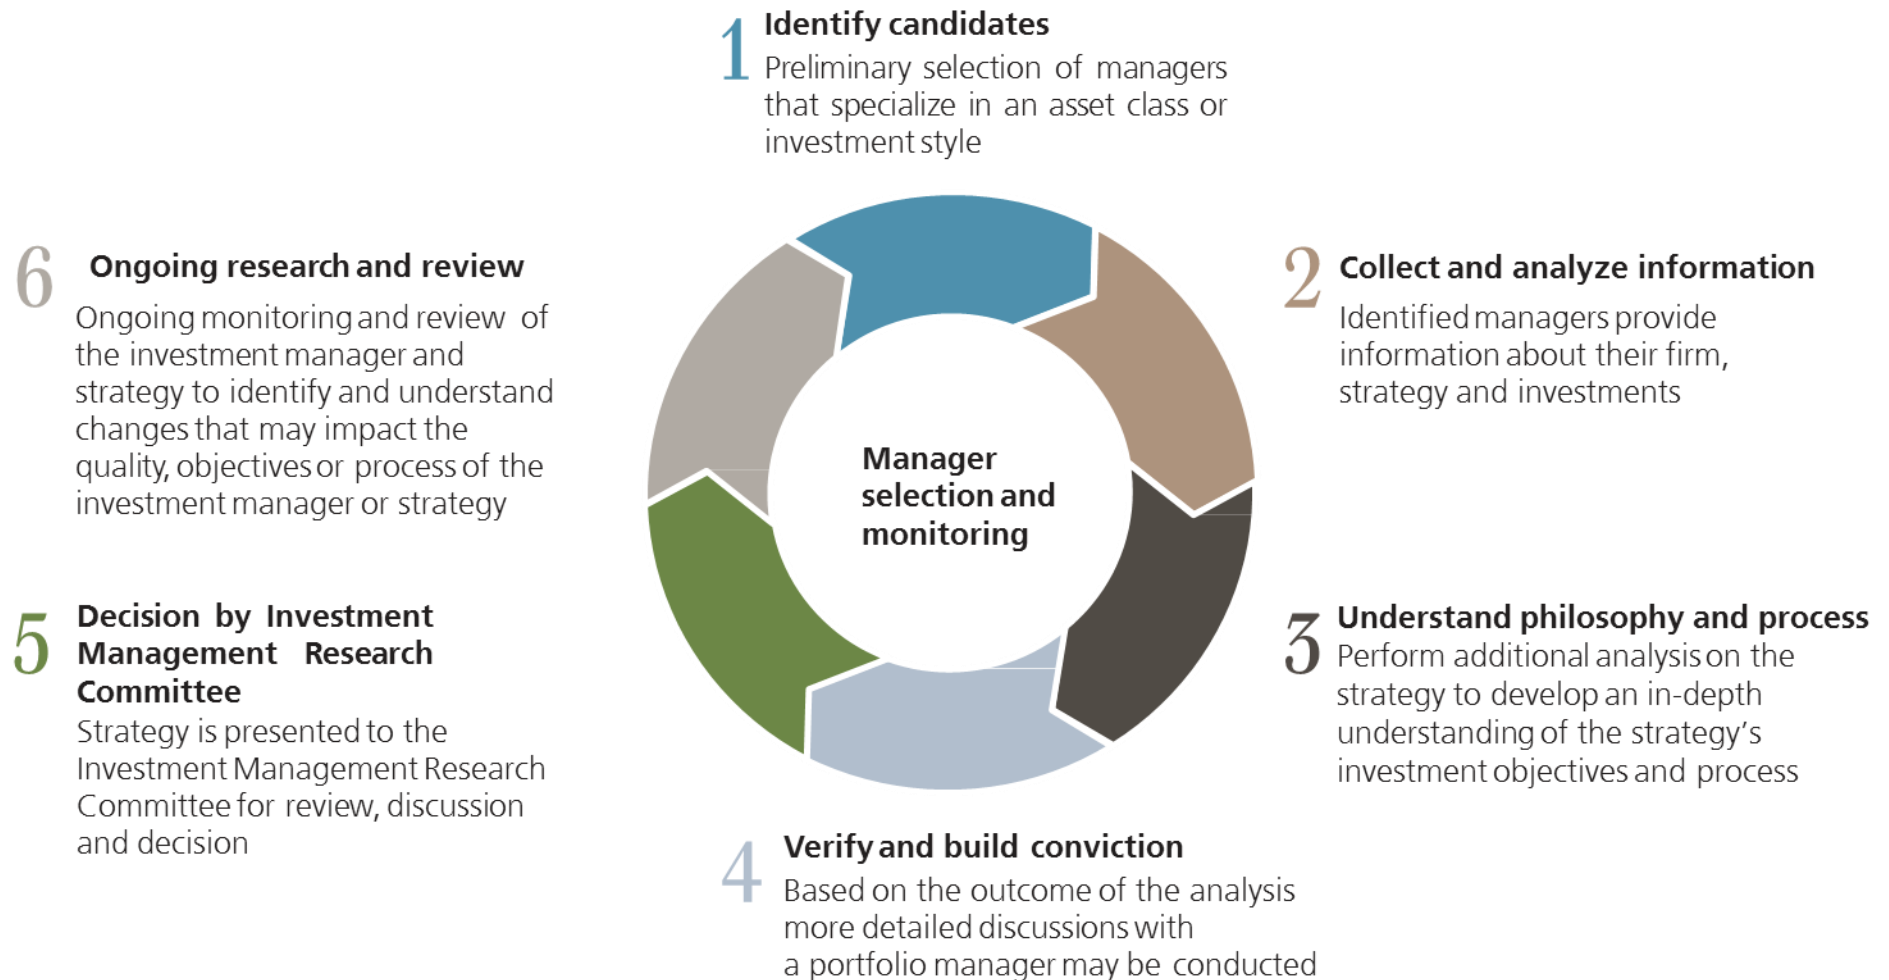 1
Identify candidates
Preliminary selection of managers
that specialize in an asset class or
investment style
2
Collect and analyze information
Identified managers provide
information about their firm,
strategy and investments
3
Understand philosophy and process
Perform additional analysis on the
strategy to develop an in-depth
understanding of the strategy's
investment objectives and process
4
Verify and build conviction
Based on the outcome of the analysis
more detailed discussions with
a portfolio manager may be conducted
5
Decision by Investment
Management Research
Committee
Strategy is presented to the
Investment Management Research
Committee for review, discussion
and decision
6
Ongoing research and review
Ongoing monitoring and review of
the investment manager and
strategy to identify and understand
changes that may impact the
quality, objectives or process of the
investment manager or strategy
Manager
selection and
monitoring